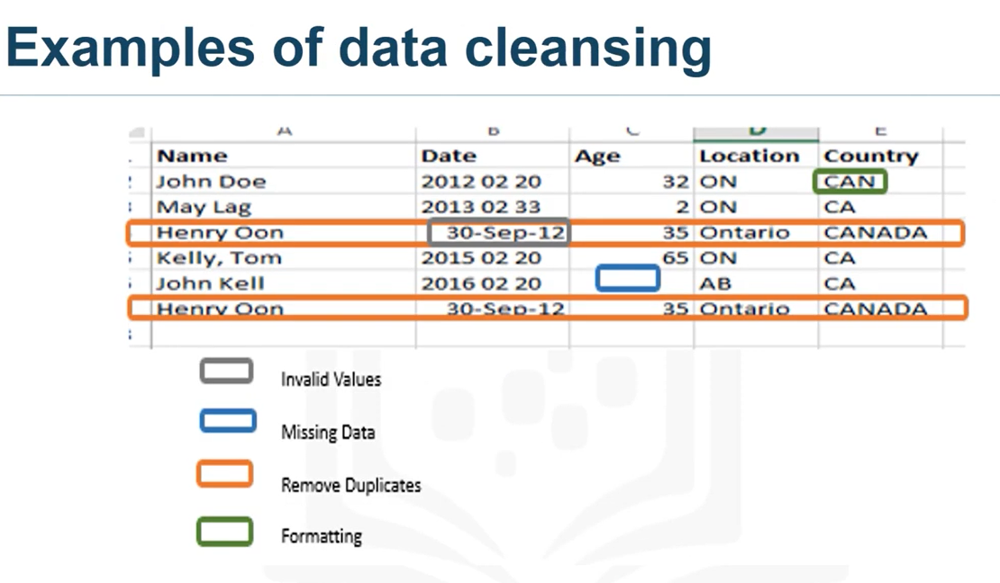 Examples of data cleansing
A B C D E
Name Date Age Location Country
John Doe 2012 02 20 32 ON CAN
May Lag 2013 02 33 2 ON CA
Henry Oon 30-Sep-12 35 Ontario CANADA
Kelly, Tom 2015 02 20 65 ON CA
John Kell 2016 02 20 AB CA
Henry Oon 30-Sep-12 35 Ontario CANADA
Invalid Values
Missing Data
Remove Duplicates
Formatting